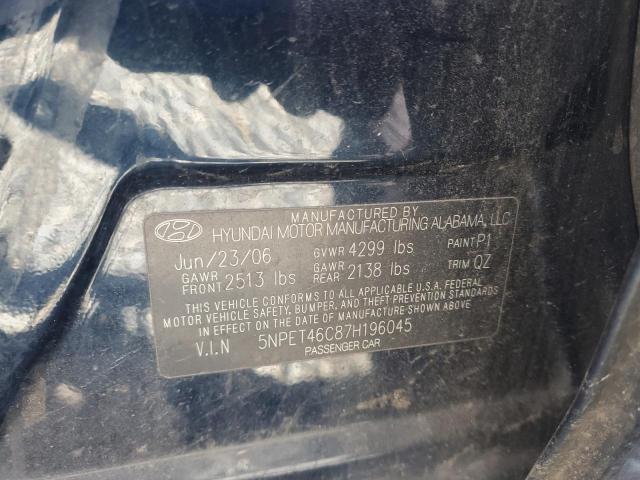 MANUFACTURED BY
HYUNDAI MOTOR MANUFACTURING ALABAMA, LLC
Jun/23/06 GVWR 4299 lbs PAINT P1
GAWR FRONT 2513 lbs GAWR REAR 2138 lbs TRIM QZ
THIS VEHICLE CONFORMS TO ALL APPLICABLE U.S.A. FEDERAL
MOTOR VEHICLE SAFETY, BUMPER, AND THEFT PREVENTION
STANDARDS IN EFFECT ON THE DATE OF MANUFACTURE SHOWN ABOVE
V.I.N 5NPET46C87H196045
PASSENGER CAR